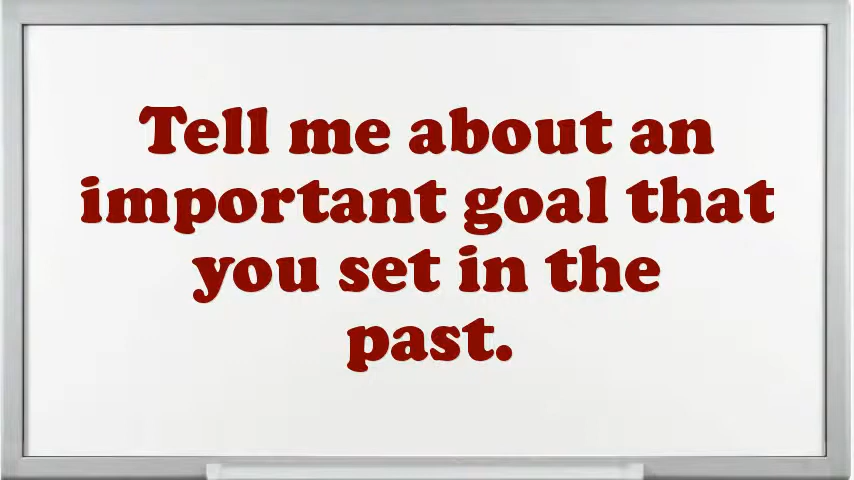 Tell me about an
important goal that
you set in the
past.